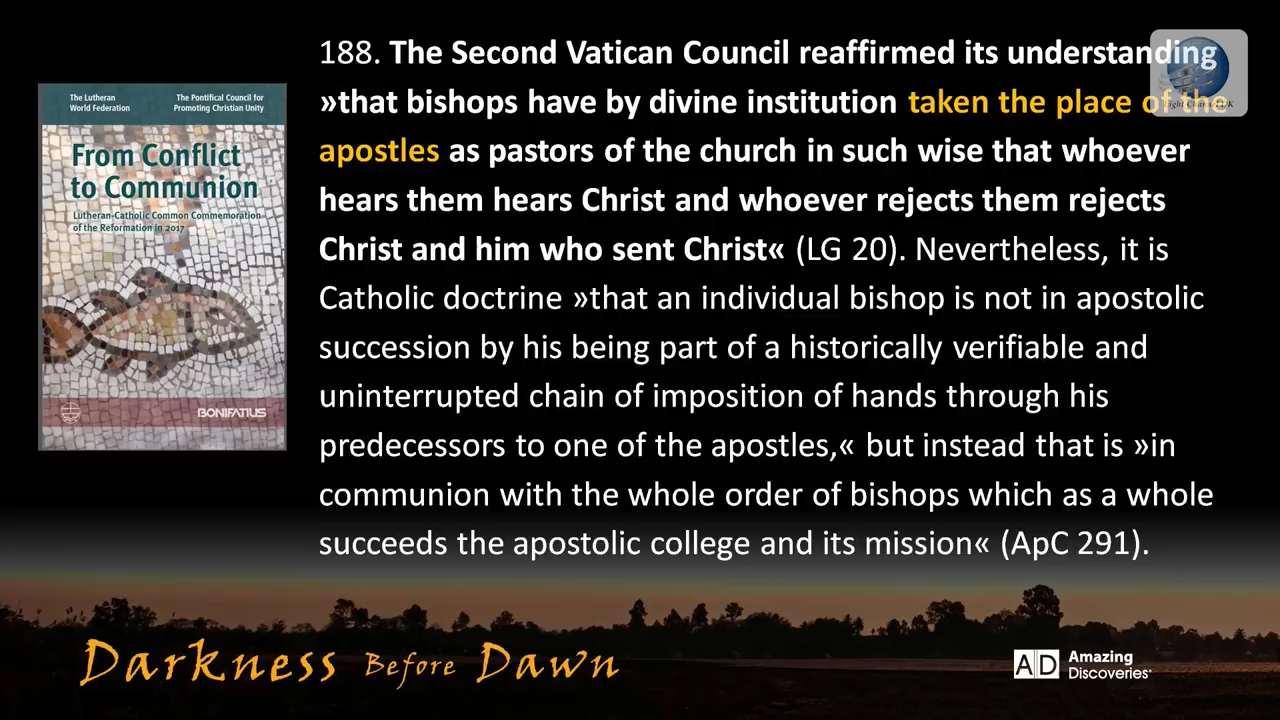 The Lutheran
World Federation
The Pontifical Council for
Promoting Christian Unity
From Conflict
to Communion
Lutheran-Catholic Common Commemoration
of the Reformation in 2017
BONIFATIUS
188. The Second Vatican Council reaffirmed its understanding
»that bishops have by divine institution taken the place of the
apostles as pastors of the church in such wise that whoever
hears them hears Christ and whoever rejects them rejects
Christ and him who sent Christ« (LG 20). Nevertheless, it is
Catholic doctrine »that an individual bishop is not in apostolic
succession by his being part of a historically verifiable and
uninterrupted chain of imposition of hands through his
predecessors to one of the apostles,« but instead that is »in
communion with the whole order of bishops which as a whole
succeeds the apostolic college and its mission« (ApC 291).
Darkness Before Dawn
AD Amazing
Discoveries